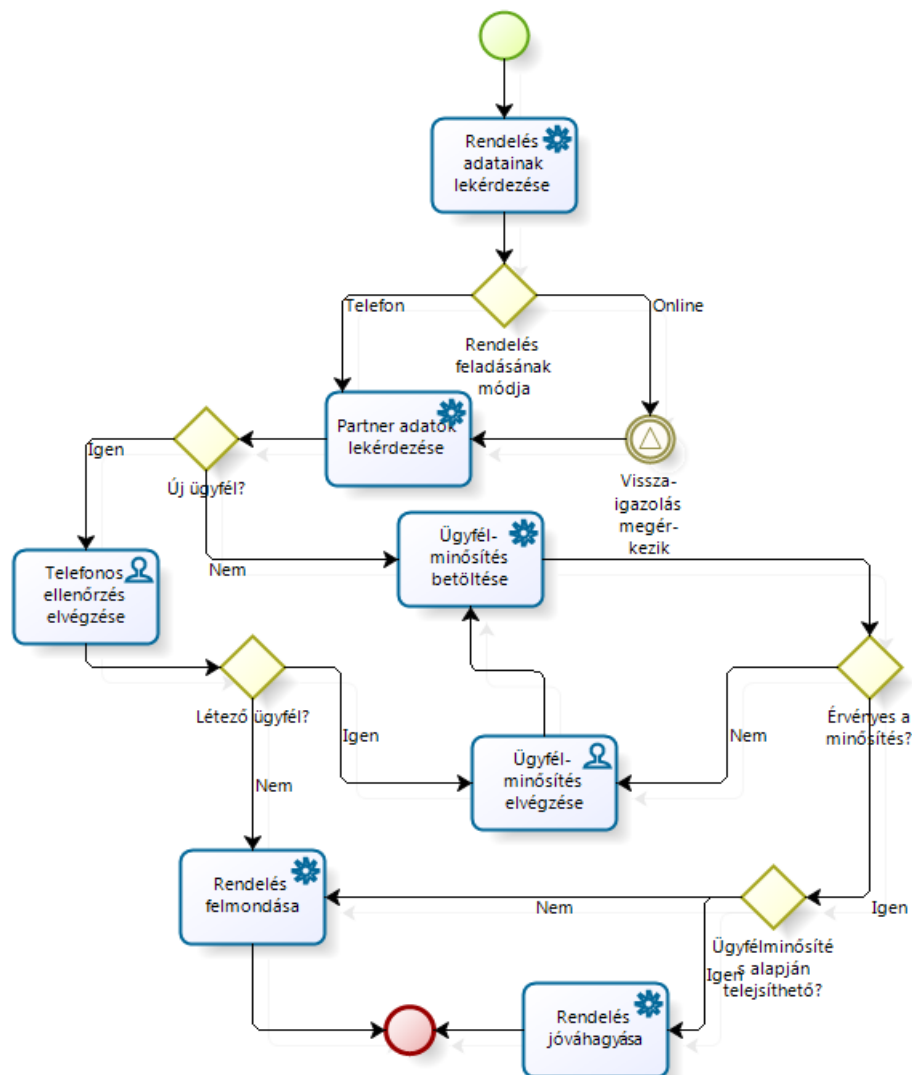 Rendelés
adatainak
lekérdezése
Telefon
Online
Rendelés
feladásának
módja
Partner adatok
lekérdezése
Vissza-
igazolás
megér-
kezik
Igen
Új ügyfél?
Nem
Ügyfél-
minősítés
betöltése
Telefonos
ellenőrzés
elvégzése
Létező ügyfél?
Igen
Nem
Érvényes a
minősítés?
Nem
Ügyfél-
minősítés
elvégzése
Nem
Igen
Rendelés
felmondása
Ügyfélminősíté
s alapján
telejsíthető?
Igen
Rendelés
jóváhagyása